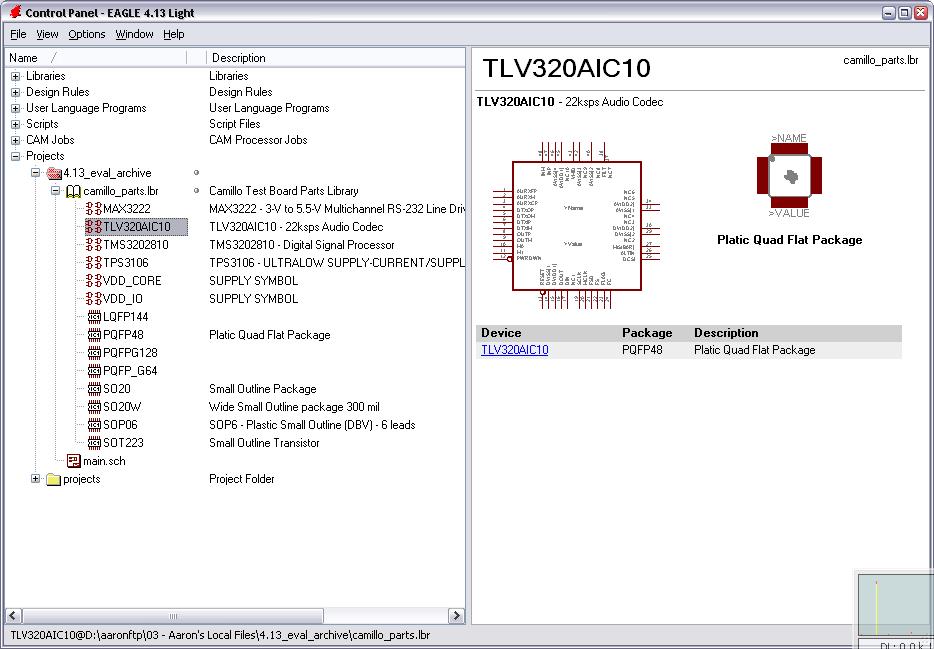 Control Panel - EAGLE 4.13 Light
File View Options Window Help
Name / Description
Libraries Libraries
Design Rules Design Rules
User Language Programs User Language Programs
Scripts Script Files
CAM Jobs CAM Processor Jobs
Projects
4.13_eval_archive
camillo_parts.lbr Camillo Test Board Parts Library
MAX3222 MAX3222 - 3-V to 5.5-V Multichannel RS-232 Line Driv
TLV320AIC10 TLV320AIC10 - 22ksps Audio Codec
TMS3202810 TMS3202810 - Digital Signal Processor
TPS3106 TPS3106 - ULTRALOW SUPPLY-CURRENT/SUPPL
VDD_CORE SUPPLY SYMBOL
VDD_IO SUPPLY SYMBOL
LQFP144
PQFP48 Platic Quad Flat Package
PQFPG128
PQFP_G64
SO20 Small Outline Package
SO20W Wide Small Outline package 300 mil
SOP06 SOP6 - Plastic Small Outline (DBV) - 6 leads
SOT223 Small Outline Transistor
main.sch
projects Project Folder
TLV320AIC10 camillo_parts.lbr
TLV320AIC10 - 22ksps Audio Codec
>Name
>Value
PWRDWN
RESET
>NAME
>VALUE
Platic Quad Flat Package
Device Package Description
TLV320AIC10 PQFP48 Platic Quad Flat Package
TLV320AIC10@D:\aaronftp\03 - Aaron's Local Files\4.13_eval_archive\camillo_parts.lbr